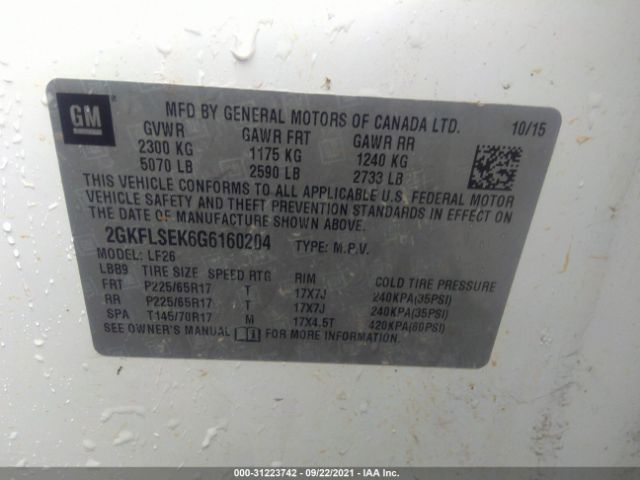 GM
MFD BY GENERAL MOTORS OF CANADA LTD. 10/15
GVWR GAWR FRT GAWR RR
2300 KG 1175 KG 1240 KG
5070 LB 2590 LB 2733 LB
THIS VEHICLE CONFORMS TO ALL APPLICABLE U.S. FEDERAL MOTOR
VEHICLE SAFETY AND THEFT PREVENTION STANDARDS IN EFFECT ON
THE DATE OF MANUFACTURE SHOWN ABOVE.
2GKFLSEK6G6160204 TYPE: M.P.V.
MODEL: LF26
LBB9 TIRE SIZE SPEED RTG RIM COLD TIRE PRESSURE
FRT P225/65R17 T 17X7J 240KPA(35PSI)
RR P225/65R17 T 17X7J 240KPA(35PSI)
SPA T145/70R17 M 17X4.5T 420KPA(60PSI)
SEE OWNER'S MANUAL FOR MORE INFORMATION.
000-31223742 - 09/22/2021 - IAA Inc.